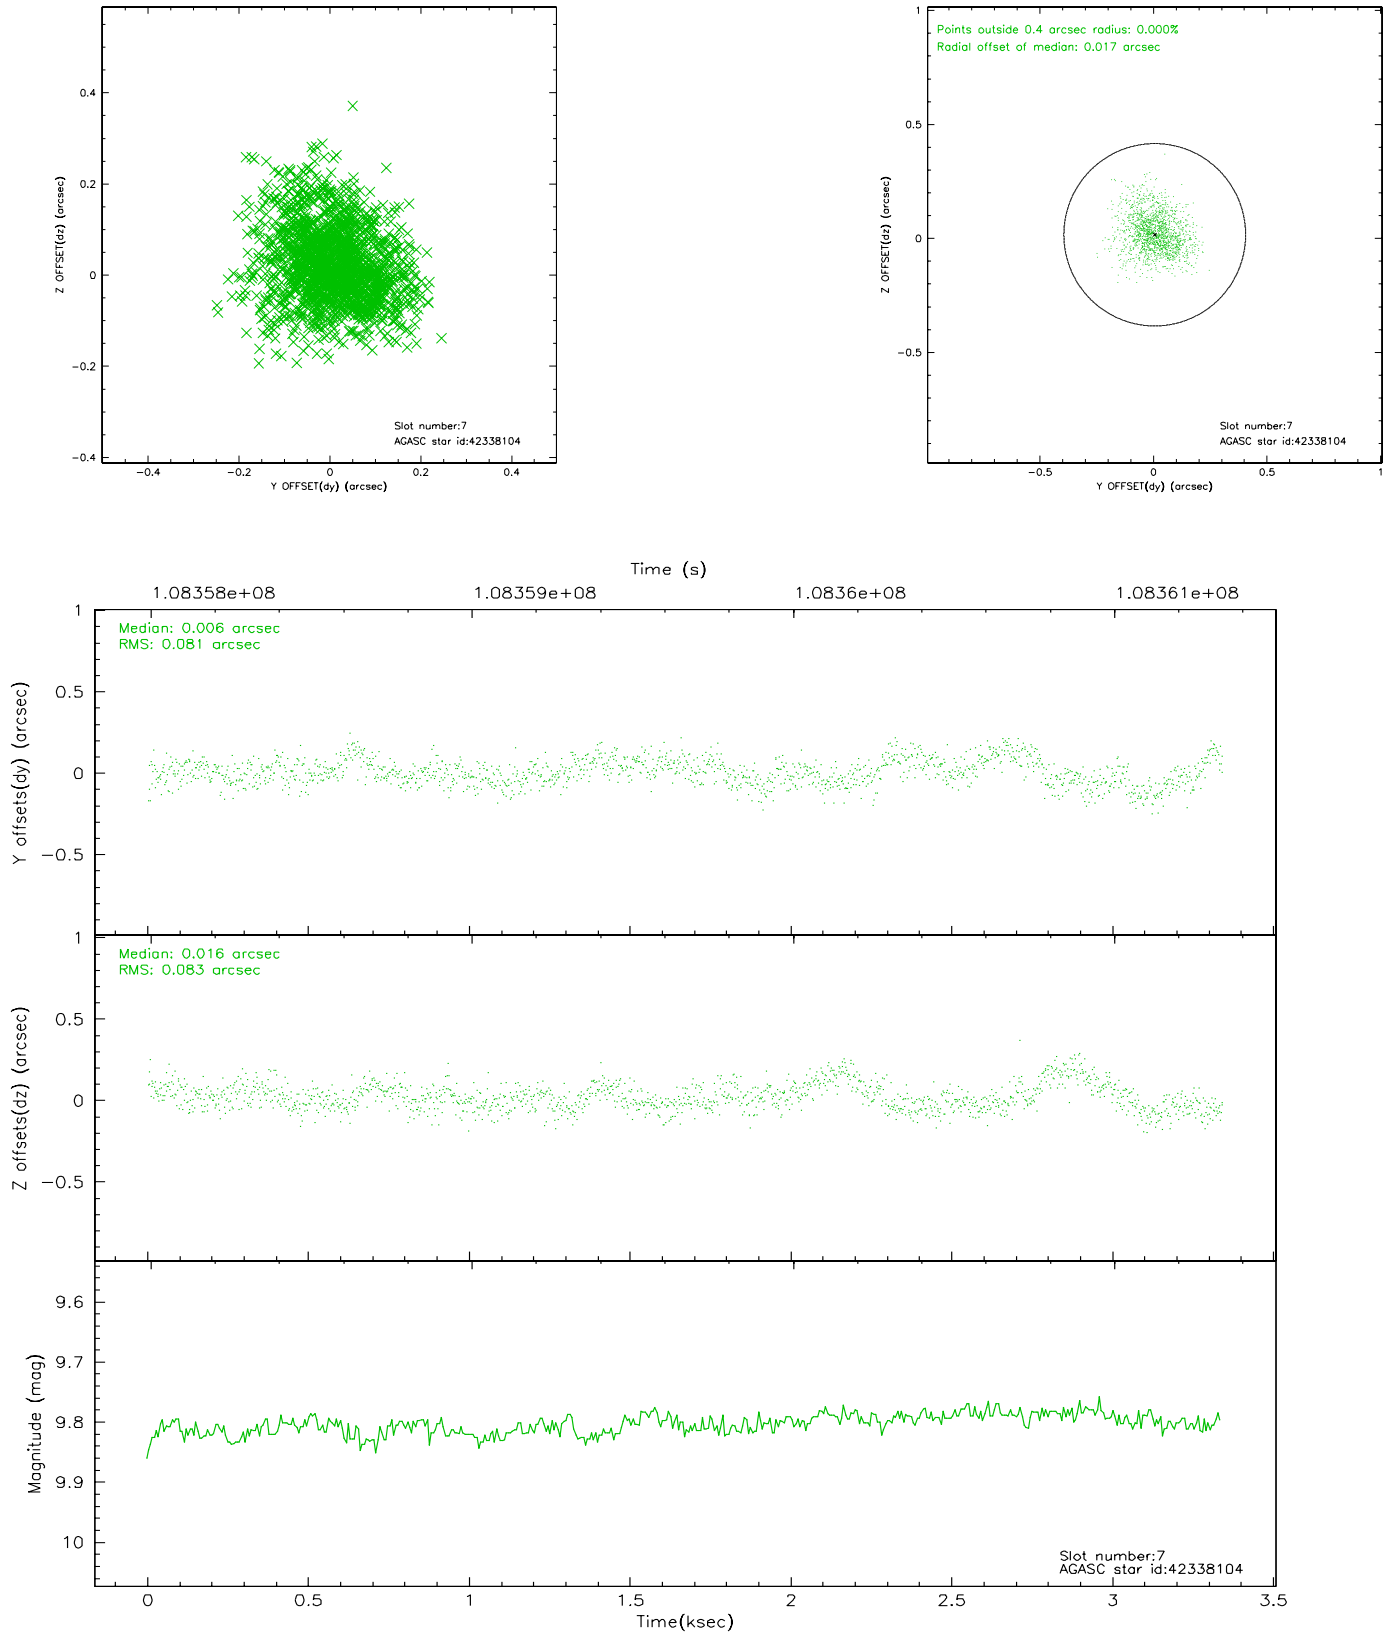 0.4
0.2
0
−0.2
−0.4
Z OFFSET(dz) (arcsec)
Slot number:7
AGASC star id:42338104
−0.4 −0.2 0 0.2 0.4
Y OFFSET(dy) (arcsec)
Points outside 0.4 arcsec radius: 0.000%
Radial offset of median: 0.017 arcsec
1
0.5
0
−0.5
Z OFFSET(dz) (arcsec)
Slot number:7
AGASC star id:42338104
−0.5 0 0.5 1
Y OFFSET(dy) (arcsec)
Time (s)
1.08358e+08 1.08359e+08 1.0836e+08 1.08361e+08
Median: 0.006 arcsec
RMS: 0.081 arcsec
1
0.5
0
−0.5
Y offsets(dy) (arcsec)
Median: 0.016 arcsec
RMS: 0.083 arcsec
1
0.5
0
−0.5
Z offsets(dz) (arcsec)
9.6
9.7
9.8
9.9
10
Magnitude (mag)
Slot number:7
AGASC star id:42338104
0 0.5 1 1.5 2 2.5 3 3.5
Time(ksec)